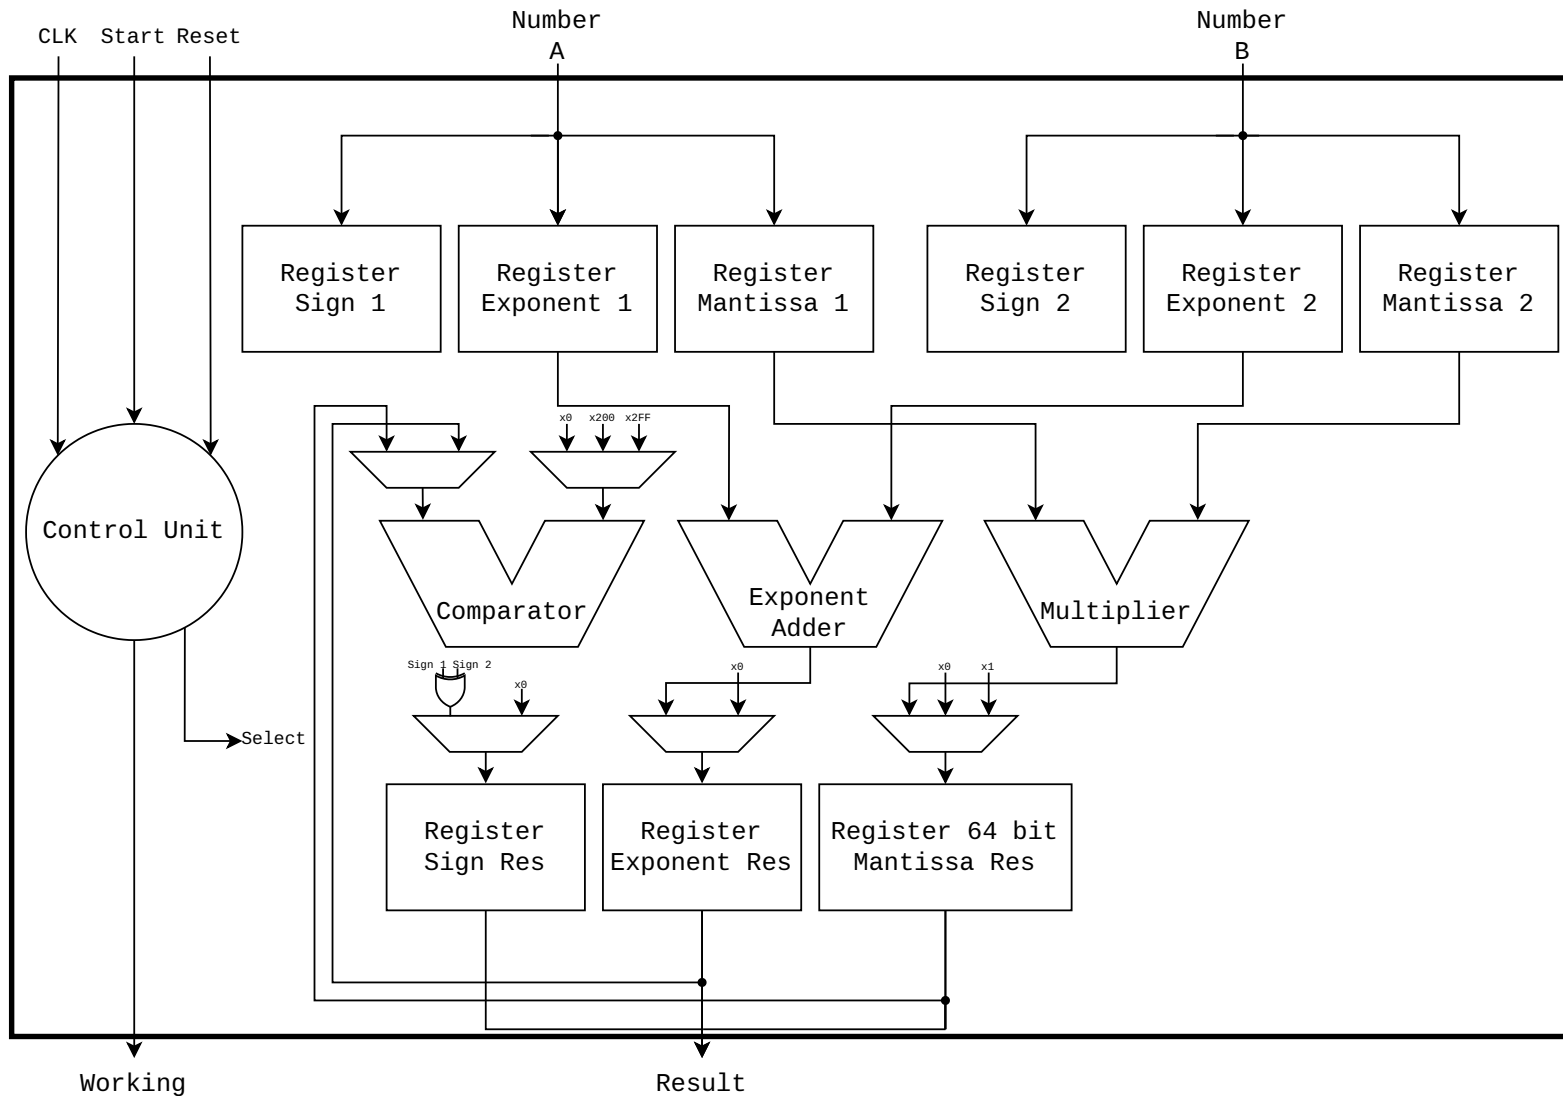 Number
A
Number
B
CLK
Start
Reset
Register
Sign 1
Register
Exponent 1
Register
Mantissa 1
Register
Sign 2
Register
Exponent 2
Register
Mantissa 2
x0
x200
x2FF
Control Unit
Comparator
Exponent
Adder
Multiplier
Sign 1
Sign 2
x0
x0
x0
x1
Select
Register
Sign Res
Register
Exponent Res
Register 64 bit
Mantissa Res
Working
Result